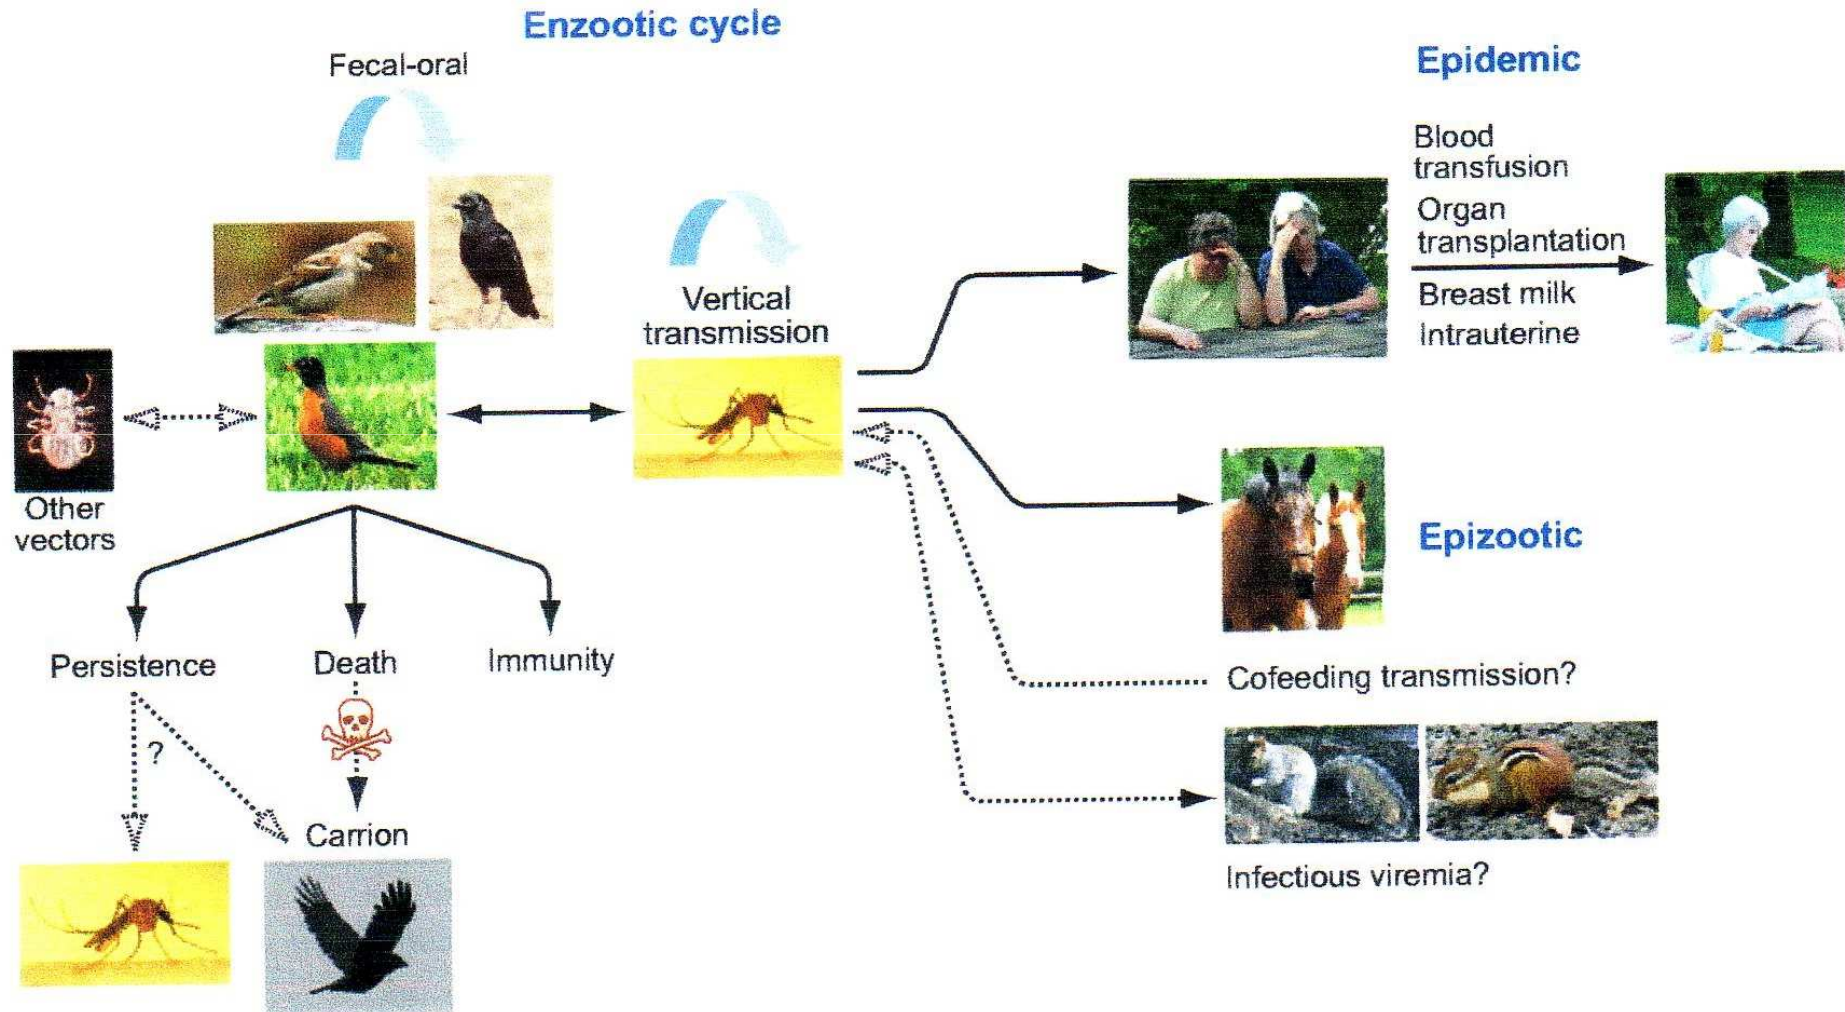 Enzootic cycle
Fecal-oral
Epidemic
Blood
transfusion
Organ
transplantation
Breast milk
Intrauterine
Vertical
transmission
Other
vectors
Epizootic
Persistence
Death
Immunity
?
Cofeeding transmission?
Carrion
Infectious viremia?